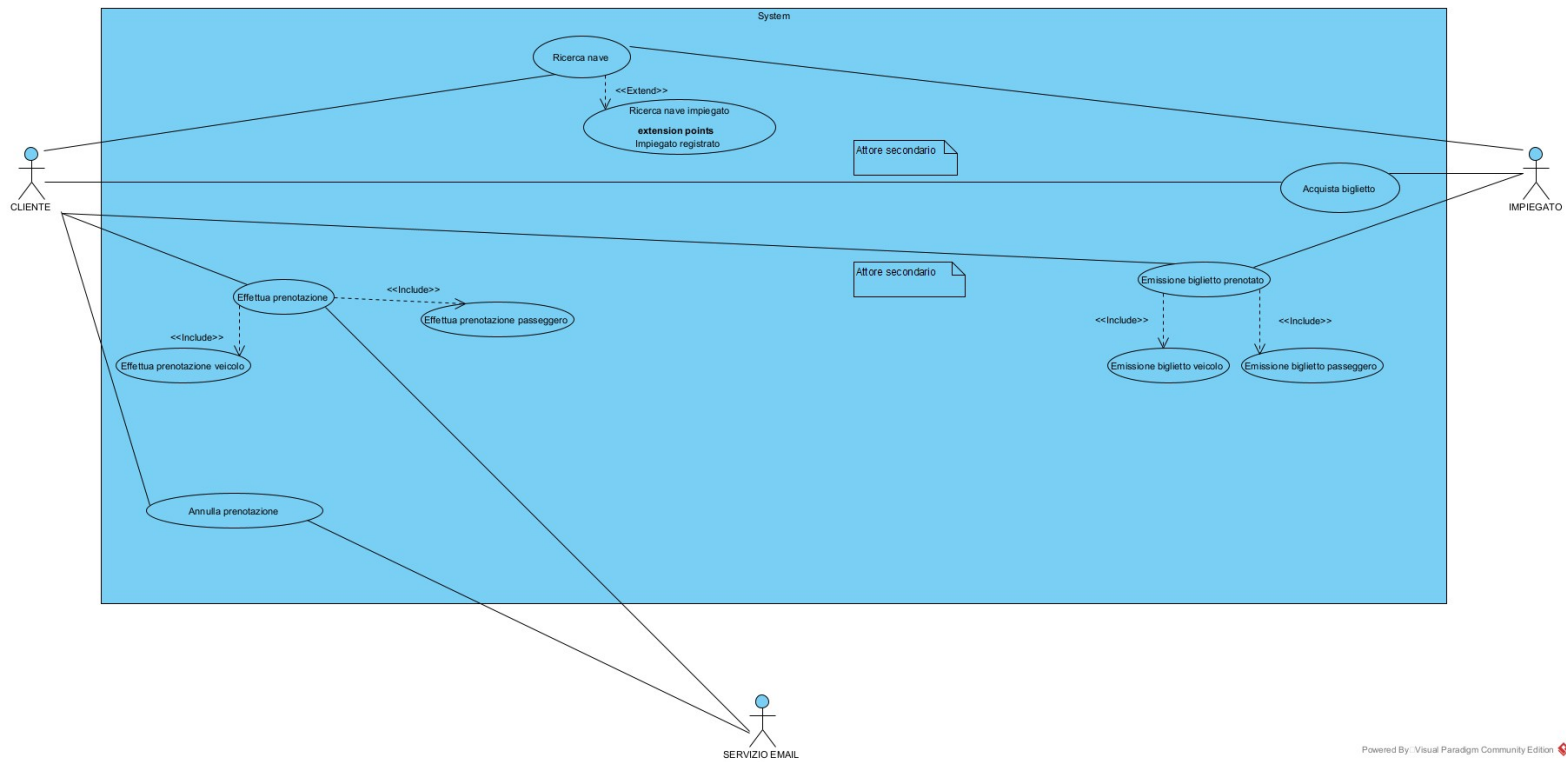 System
Ricerca nave
<<Extend>>
Ricerca nave impiegato
extension points
Impiegato registrato
Attore secondario
Acquista biglietto
CLIENTE
IMPIEGATO
Attore secondario
Emissione biglietto prenotato
Effettua prenotazione
<<Include>>
Effettua prenotazione passeggero
<<Include>>
<<Include>>
<<Include>>
Effettua prenotazione veicolo
Emissione biglietto veicolo
Emissione biglietto passeggero
Annulla prenotazione
SERVIZIO EMAIL
Powered By Visual Paradigm Community Edition